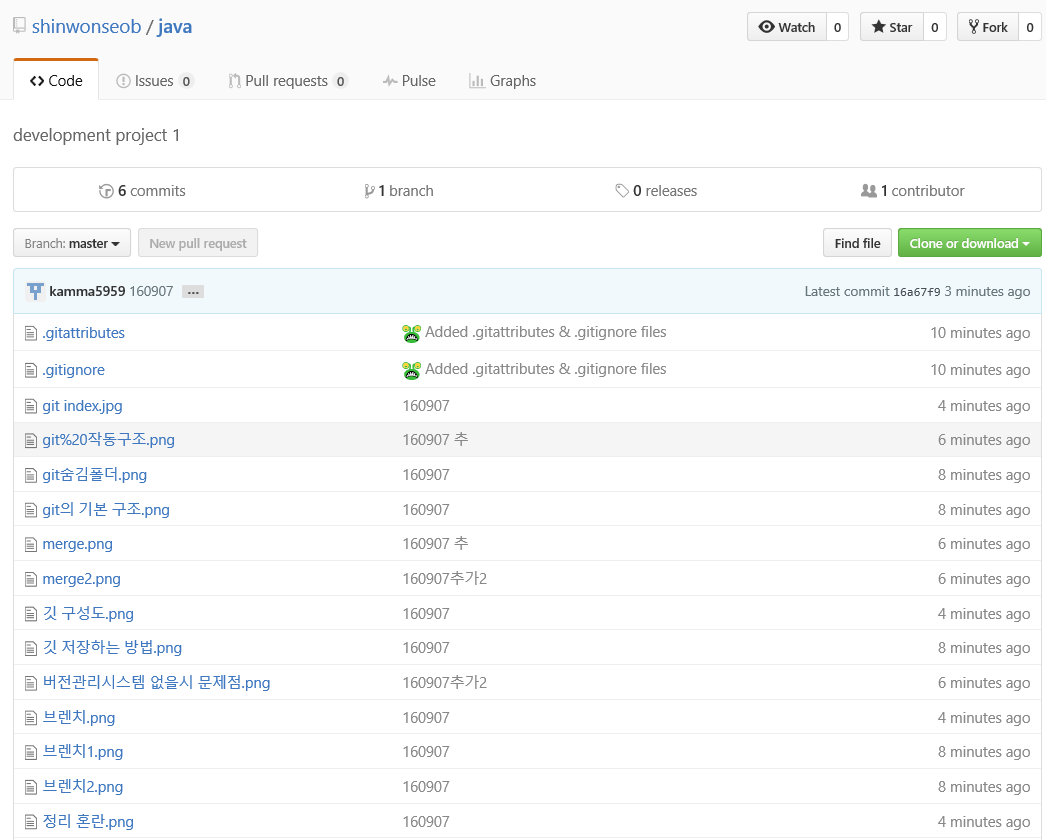 shinwonseob / java Watch 0 Star 0 Fork 0
Code Issues 0 Pull requests 0 Pulse Graphs
development project 1
6 commits 1 branch 0 releases 1 contributor
Branch: master New pull request Find file Clone or download
kamma5959 160907 … Latest commit 16a67f9 3 minutes ago
.gitattributes Added .gitattributes & .gitignore files 10 minutes ago
.gitignore Added .gitattributes & .gitignore files 10 minutes ago
git index.jpg 160907 4 minutes ago
git%20작동구조.png 160907 추 6 minutes ago
git숨김폴더.png 160907 8 minutes ago
git의 기본 구조.png 160907 8 minutes ago
merge.png 160907 추 6 minutes ago
merge2.png 160907추가2 6 minutes ago
깃 구성도.png 160907 4 minutes ago
깃 저장하는 방법.png 160907 8 minutes ago
버전관리시스템 없을시 문제점.png 160907추가2 6 minutes ago
브렌치.png 160907 4 minutes ago
브렌치1.png 160907 8 minutes ago
브렌치2.png 160907 8 minutes ago
정리 혼란.png 160907 4 minutes ago